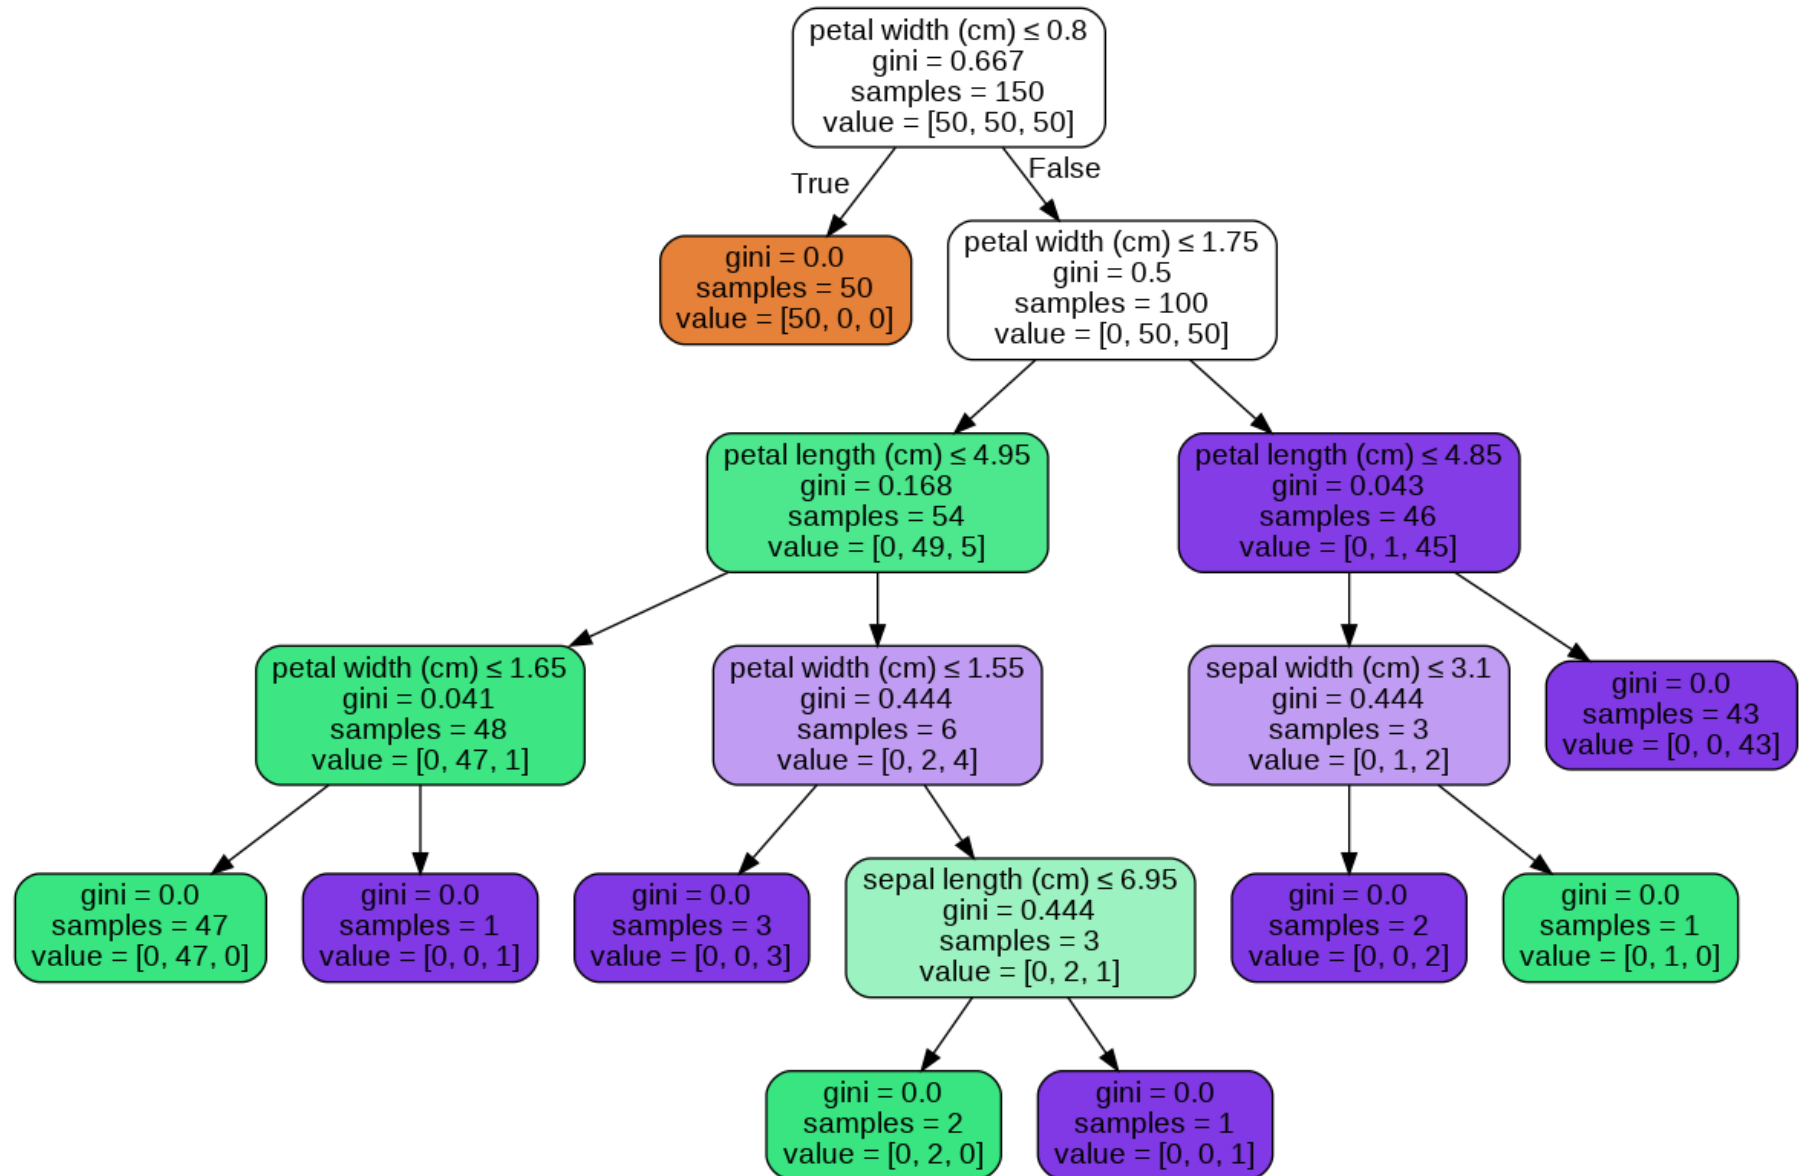 petal width (cm) ≤ 0.8
gini = 0.667
samples = 150
value = [50, 50, 50]
True
False
gini = 0.0
samples = 50
value = [50, 0, 0]
petal width (cm) ≤ 1.75
gini = 0.5
samples = 100
value = [0, 50, 50]
petal length (cm) ≤ 4.95
gini = 0.168
samples = 54
value = [0, 49, 5]
petal length (cm) ≤ 4.85
gini = 0.043
samples = 46
value = [0, 1, 45]
petal width (cm) ≤ 1.65
gini = 0.041
samples = 48
value = [0, 47, 1]
petal width (cm) ≤ 1.55
gini = 0.444
samples = 6
value = [0, 2, 4]
sepal width (cm) ≤ 3.1
gini = 0.444
samples = 3
value = [0, 1, 2]
gini = 0.0
samples = 43
value = [0, 0, 43]
gini = 0.0
samples = 47
value = [0, 47, 0]
gini = 0.0
samples = 1
value = [0, 0, 1]
gini = 0.0
samples = 3
value = [0, 0, 3]
sepal length (cm) ≤ 6.95
gini = 0.444
samples = 3
value = [0, 2, 1]
gini = 0.0
samples = 2
value = [0, 0, 2]
gini = 0.0
samples = 1
value = [0, 1, 0]
gini = 0.0
samples = 2
value = [0, 2, 0]
gini = 0.0
samples = 1
value = [0, 0, 1]